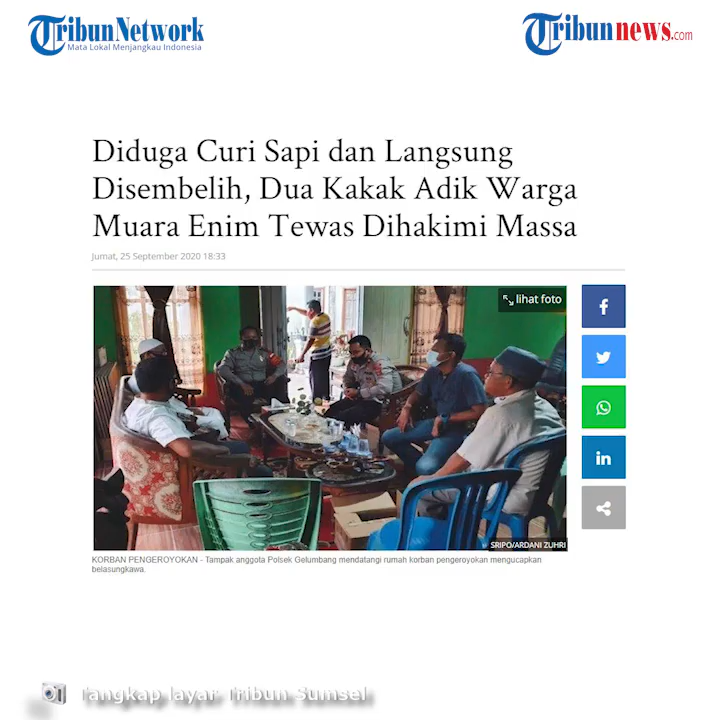 TribunNetwork
Mata Lokal Menjangkau Indonesia
Tribunnews.com
Diduga Curi Sapi dan Langsung
Disembelih, Dua Kakak Adik Warga
Muara Enim Tewas Dihakimi Massa
Jumat, 25 September 2020 18:33
lihat foto
SRIPO/ARDANI ZUHRI
KORBAN PENGEROYOKAN - Tampak anggota Polsek Gelumbang mendatangi rumah korban pengeroyokan mengucapkan
belasungkawa.
Tangkap layar Tribun Sumsel